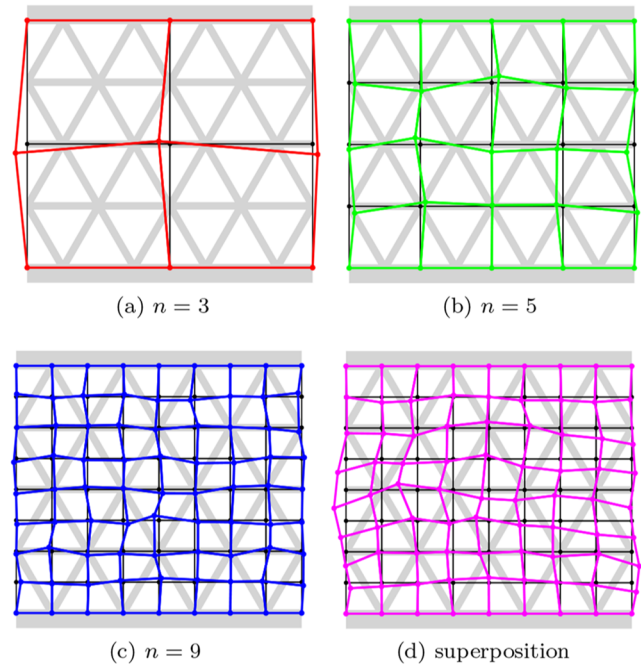 (a) n = 3
(b) n = 5
(c) n = 9
(d) superposition